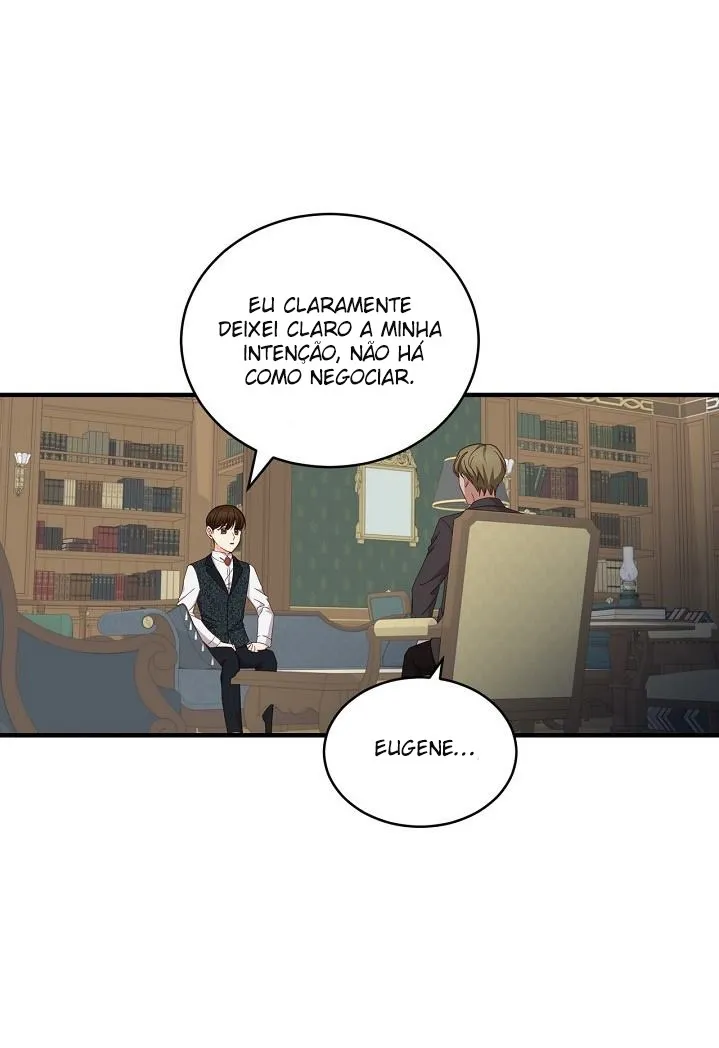 EU CLARAMENTE
DEIXEI CLARO A MINHA
INTENÇÃO, NÃO HÁ
COMO NEGOCIAR.
EUGENE...